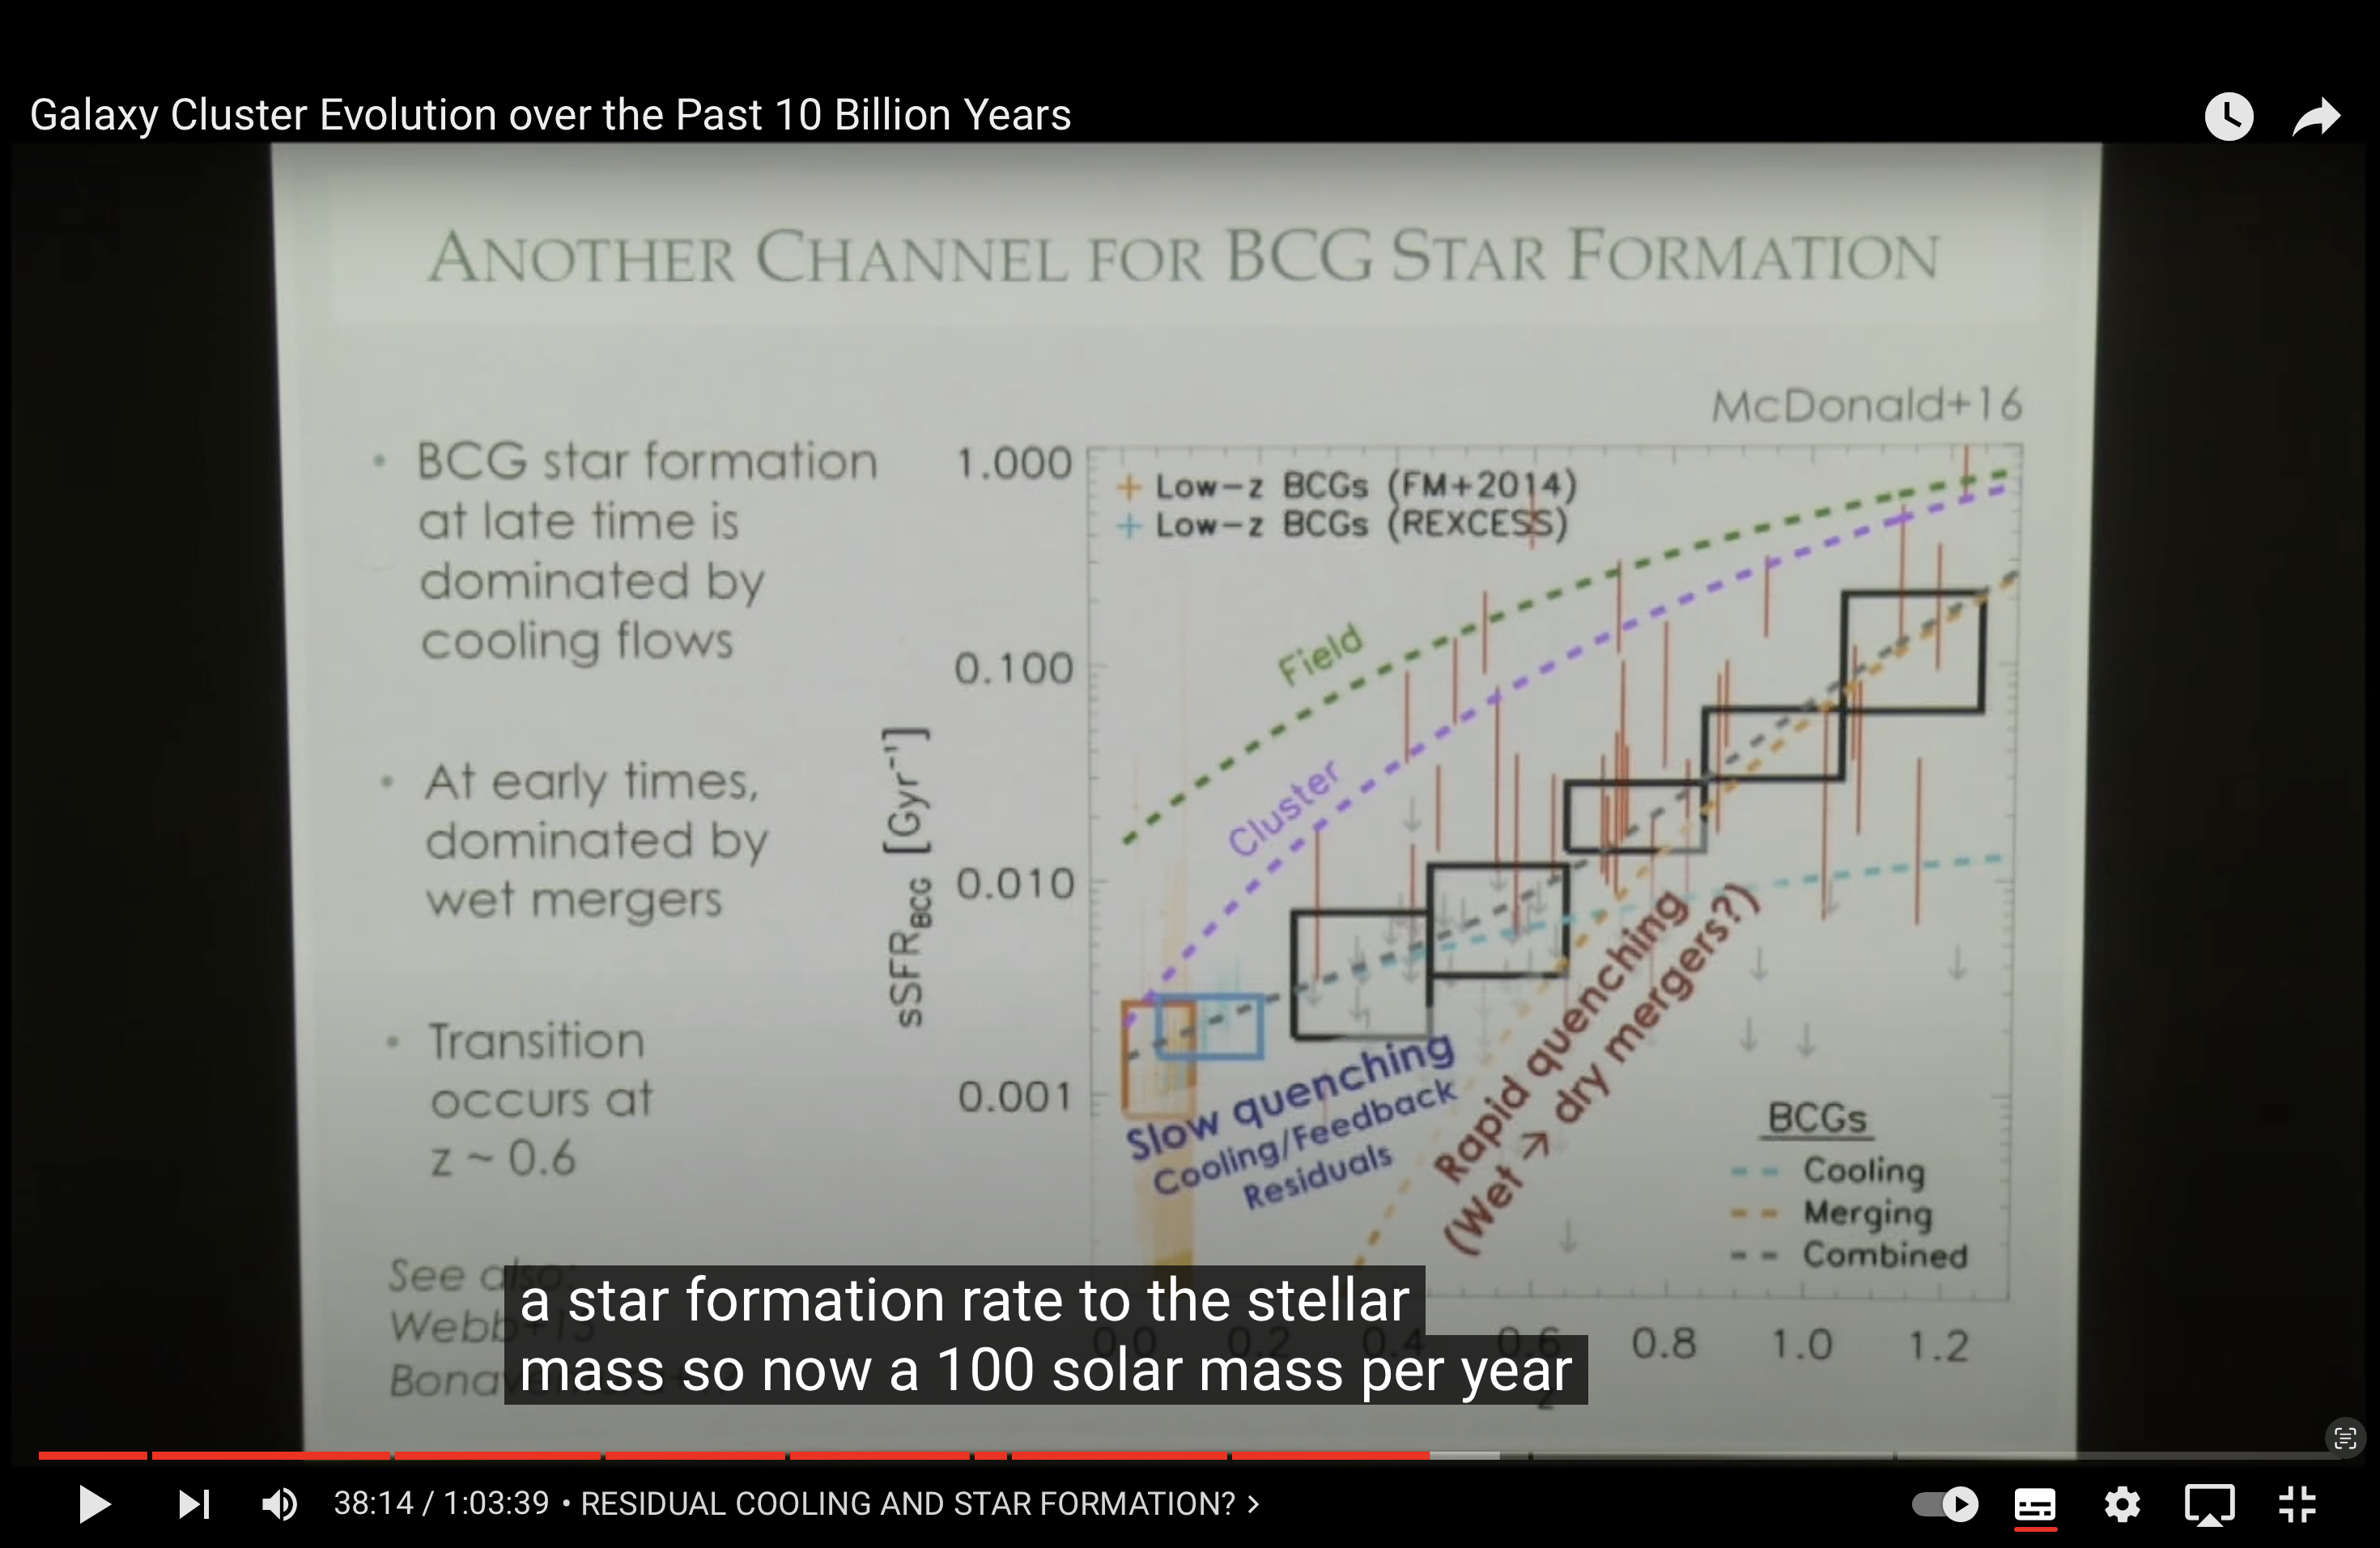 Galaxy Cluster Evolution over the Past 10 Billion Years
ANOTHER CHANNEL FOR BCG STAR FORMATION
• BCG star formation
at late time is
dominated by
cooling flows
• At early times,
dominated by
wet mergers
• Transition
occurs at
z ~ 0.6
See also:
Webb+15
McDonald+16
1.000
0.100
0.010
0.001
sSFR_BCG [Gyr⁻¹]
+ Low-z BCGs (FM+2014)
+ Low-z BCGs (REXCESS)
Field
Cluster
Slow quenching
Cooling/Feedback
Residuals
Rapid quenching
(Wet → dry mergers?)
BCGs
Cooling
Merging
Combined
0.0 0.2 0.4 0.6 0.8 1.0 1.2
z
a star formation rate to the stellar
mass so now a 100 solar mass per year
38:14 / 1:03:39 • RESIDUAL COOLING AND STAR FORMATION? >